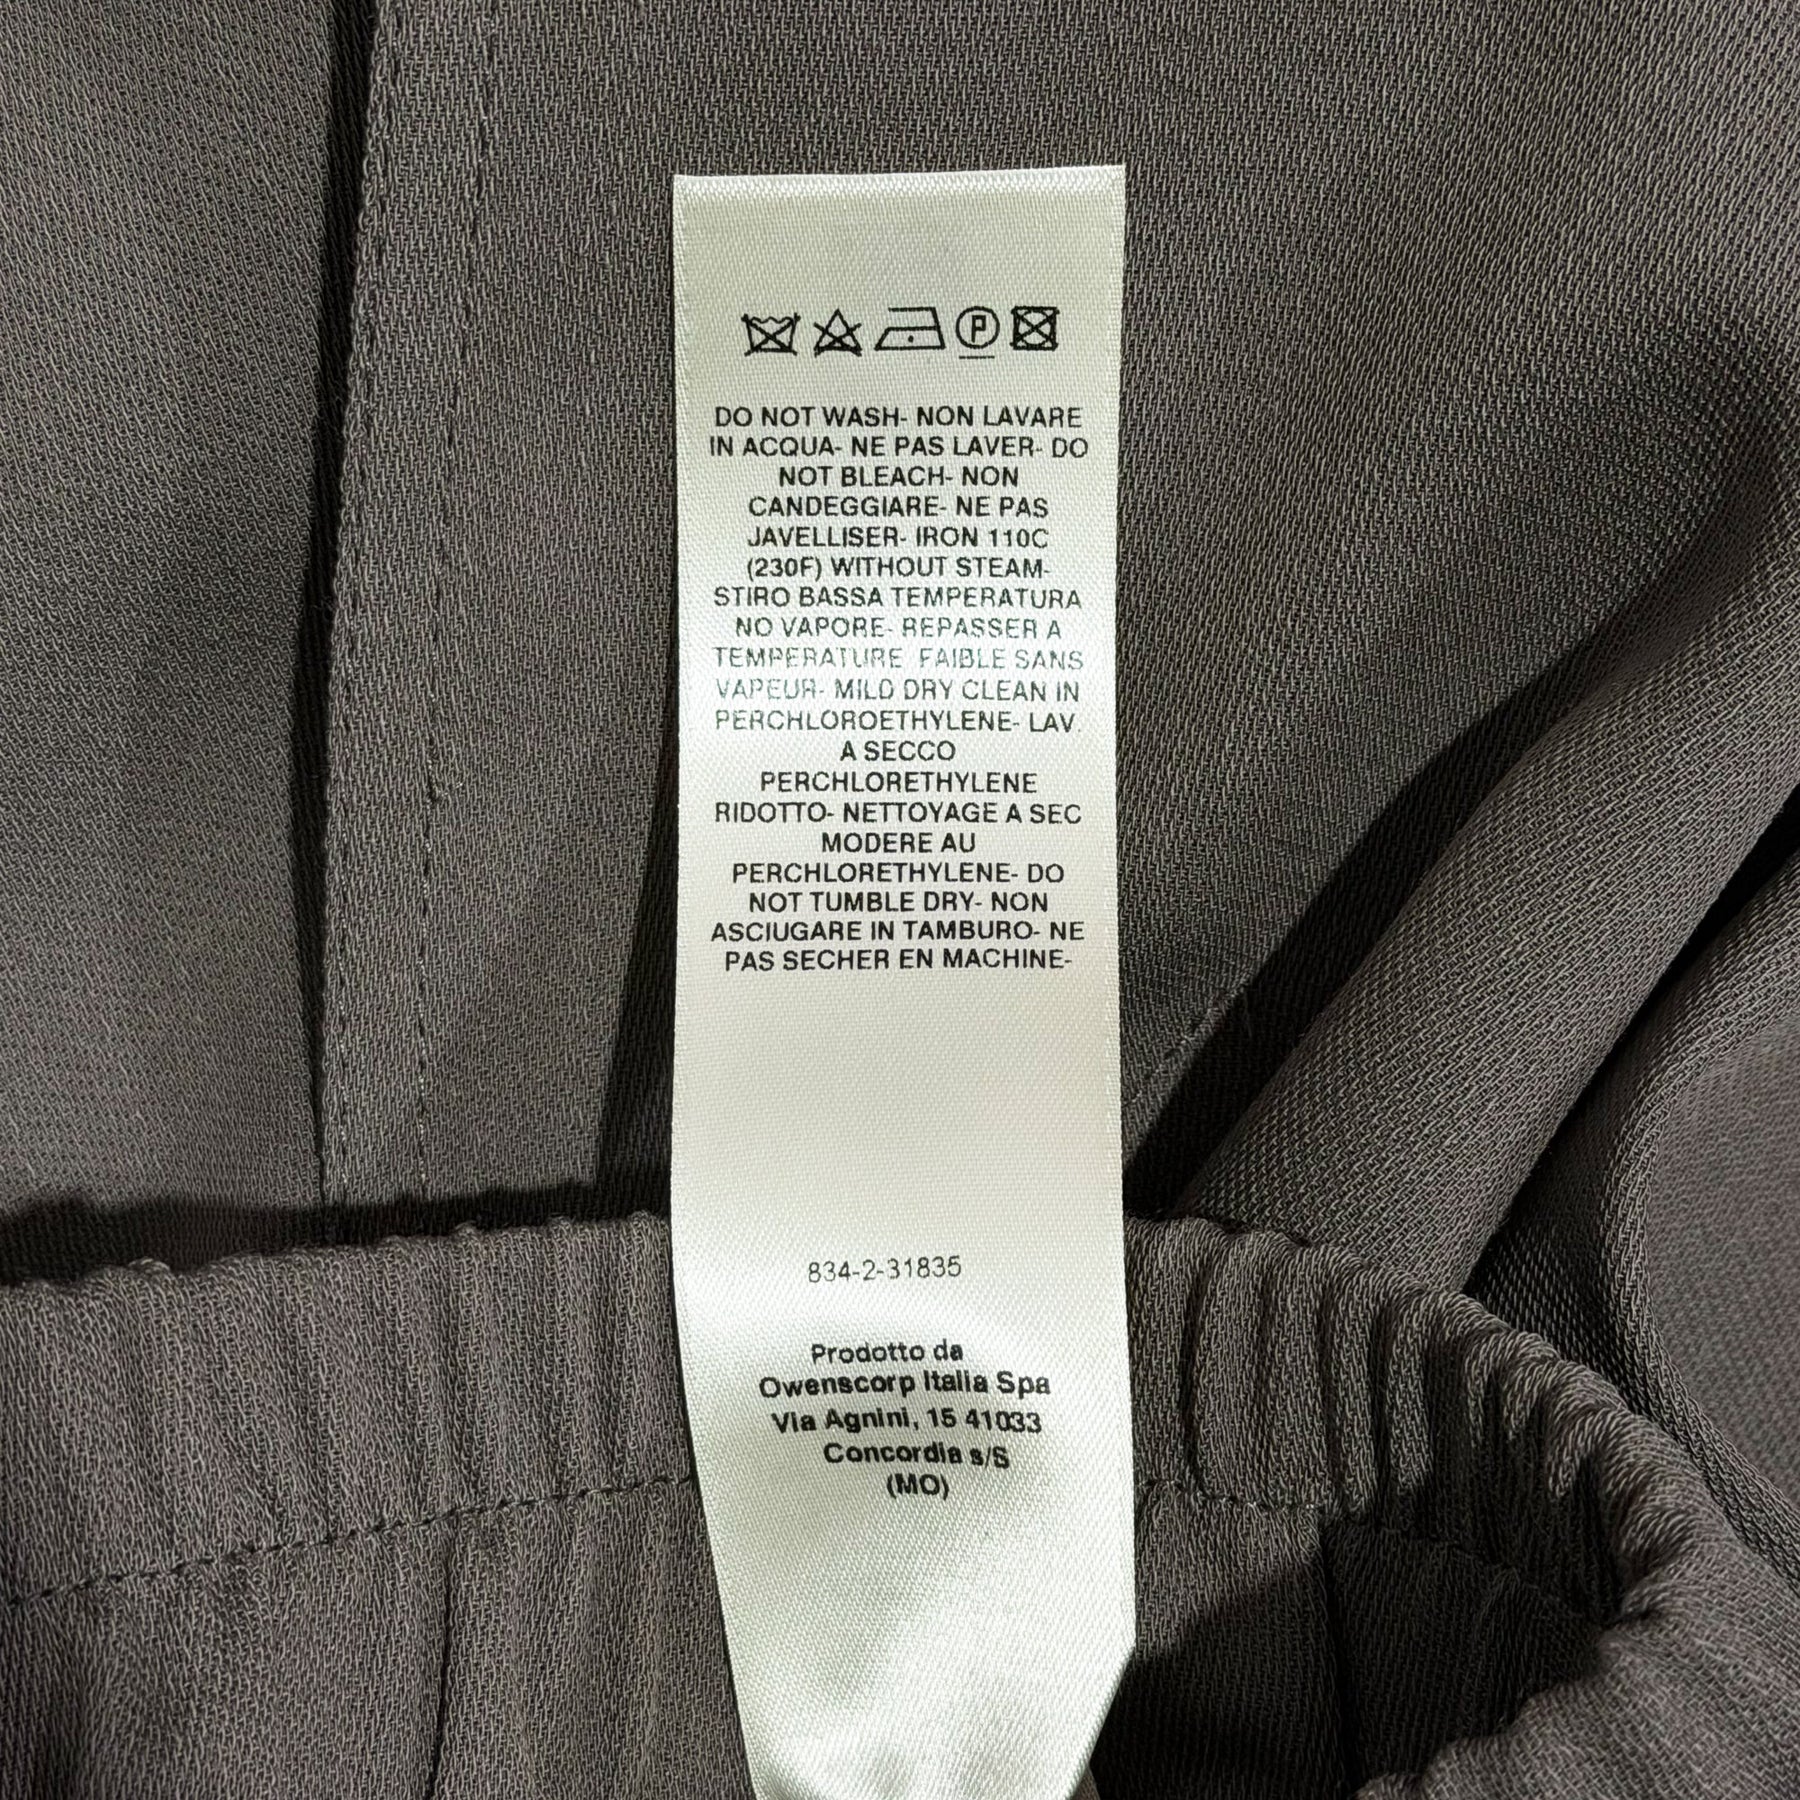 P
DO NOT WASH- NON LAVARE
IN ACQUA- NE PAS LAVER- DO
NOT BLEACH- NON
CANDEGGIARE- NE PAS
JAVELLISER- IRON 110C
(230F) WITHOUT STEAM-
STIRO BASSA TEMPERATURA
NO VAPORE- REPASSER A
TEMPERATURE FAIBLE SANS
VAPEUR- MILD DRY CLEAN IN
PERCHLOROETHYLENE- LAV.
A SECCO
PERCHLORETHYLENE
RIDOTTO- NETTOYAGE A SEC
MODERE AU
PERCHLORETHYLENE- DO
NOT TUMBLE DRY- NON
ASCIUGARE IN TAMBURO- NE
PAS SECHER EN MACHINE-
834-2-31835
Prodotto da
Owenscorp Italia Spa
Via Agnini, 15 41033
Concordia s/S
(MO)